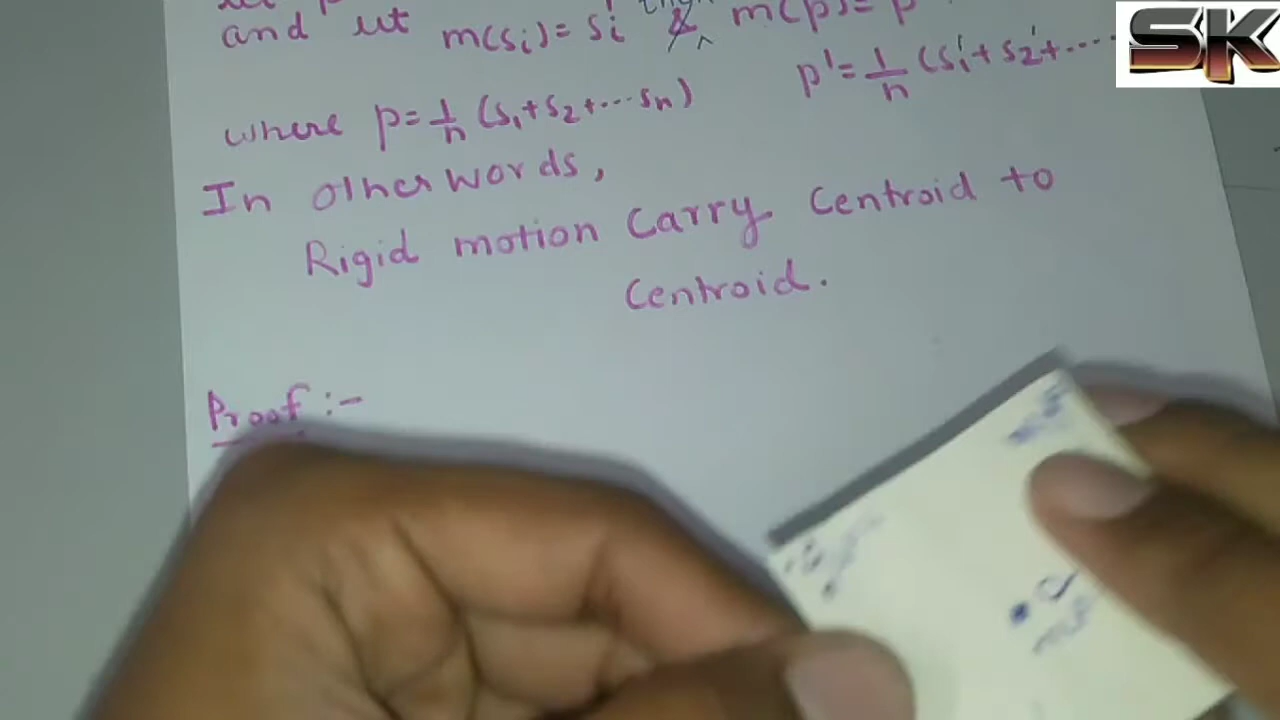 and let m(si) = si' & ^ m(p) = p
where p = 1/n (s1 + s2 + ... sn) p' = 1/n (s1' + s2' + ....
In other words,
Rigid motion Carry Centroid to
Centroid.
Proof :-
SK